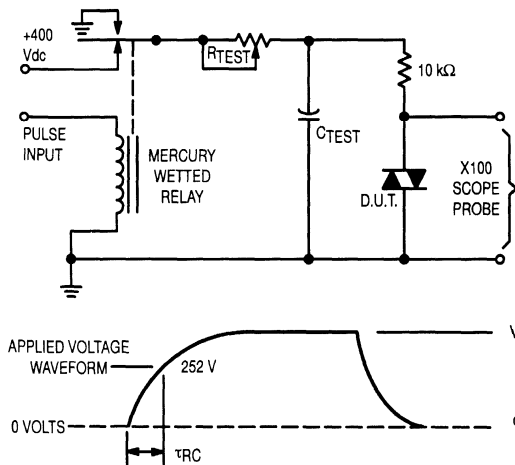 +400
Vdc
RTEST
10 kΩ
PULSE
INPUT
MERCURY
WETTED
RELAY
CTEST
D.U.T.
X100
SCOPE
PROBE
APPLIED VOLTAGE
WAVEFORM
252 V
0 VOLTS
τRC